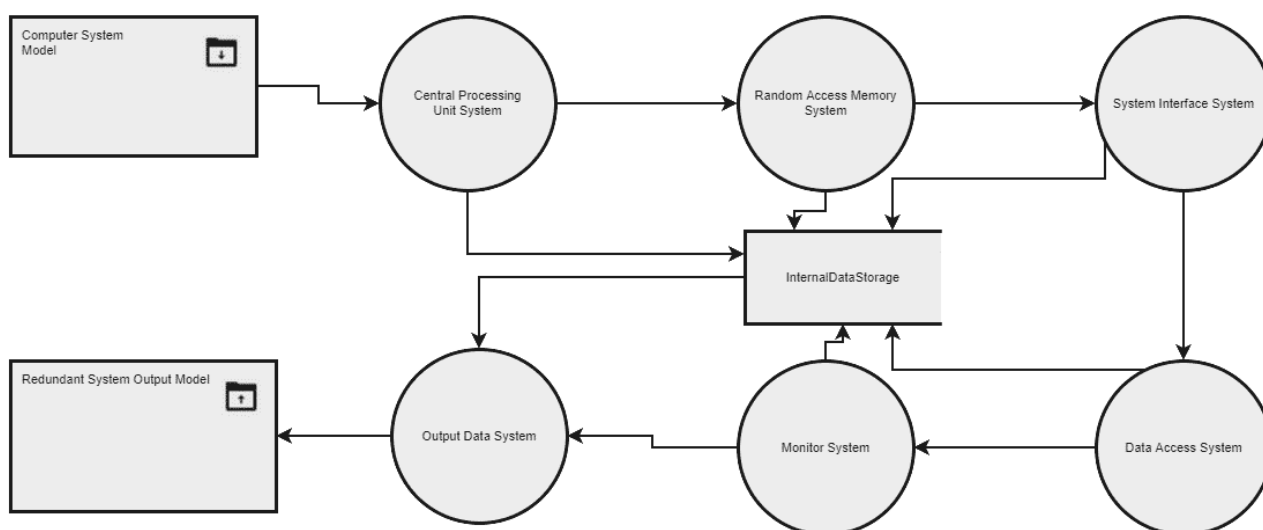 Computer System
Model
Central Processing
Unit System
Random Access Memory
System
System Interface System
InternalDataStorage
Redundant System Output Model
Output Data System
Monitor System
Data Access System